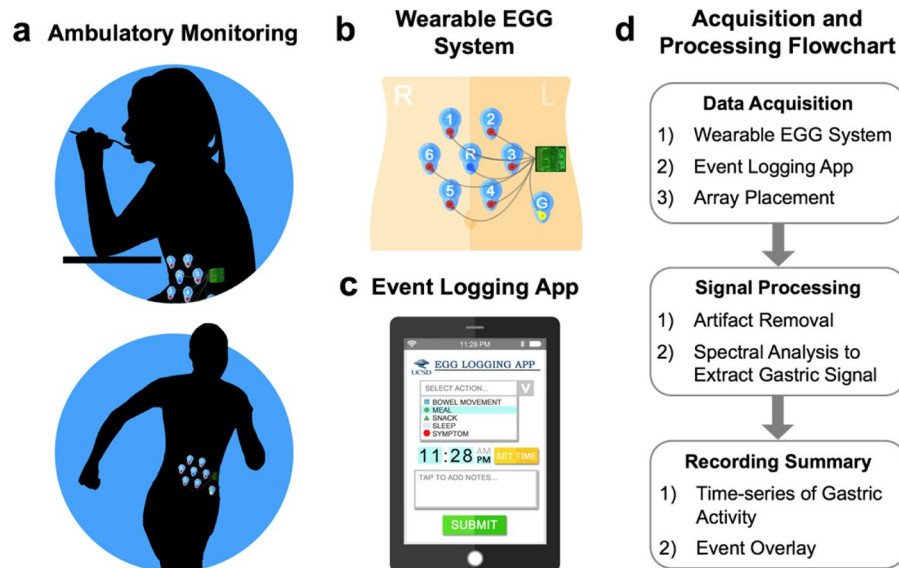 a Ambulatory Monitoring
b Wearable EGG
System
R
L
1
2
6
R
3
5
4
G
c Event Logging App
11:28 PM
UCSD
EGG LOGGING APP
SELECT ACTION...
V
BOWEL MOVEMENT
MEAL
SNACK
SLEEP
SYMPTOM
11:28 AM
PM
SET TIME
TAP TO ADD NOTES...
SUBMIT
d Acquisition and
Processing Flowchart
Data Acquisition
1) Wearable EGG System
2) Event Logging App
3) Array Placement
Signal Processing
1) Artifact Removal
2) Spectral Analysis to
Extract Gastric Signal
Recording Summary
1) Time-series of Gastric
Activity
2) Event Overlay